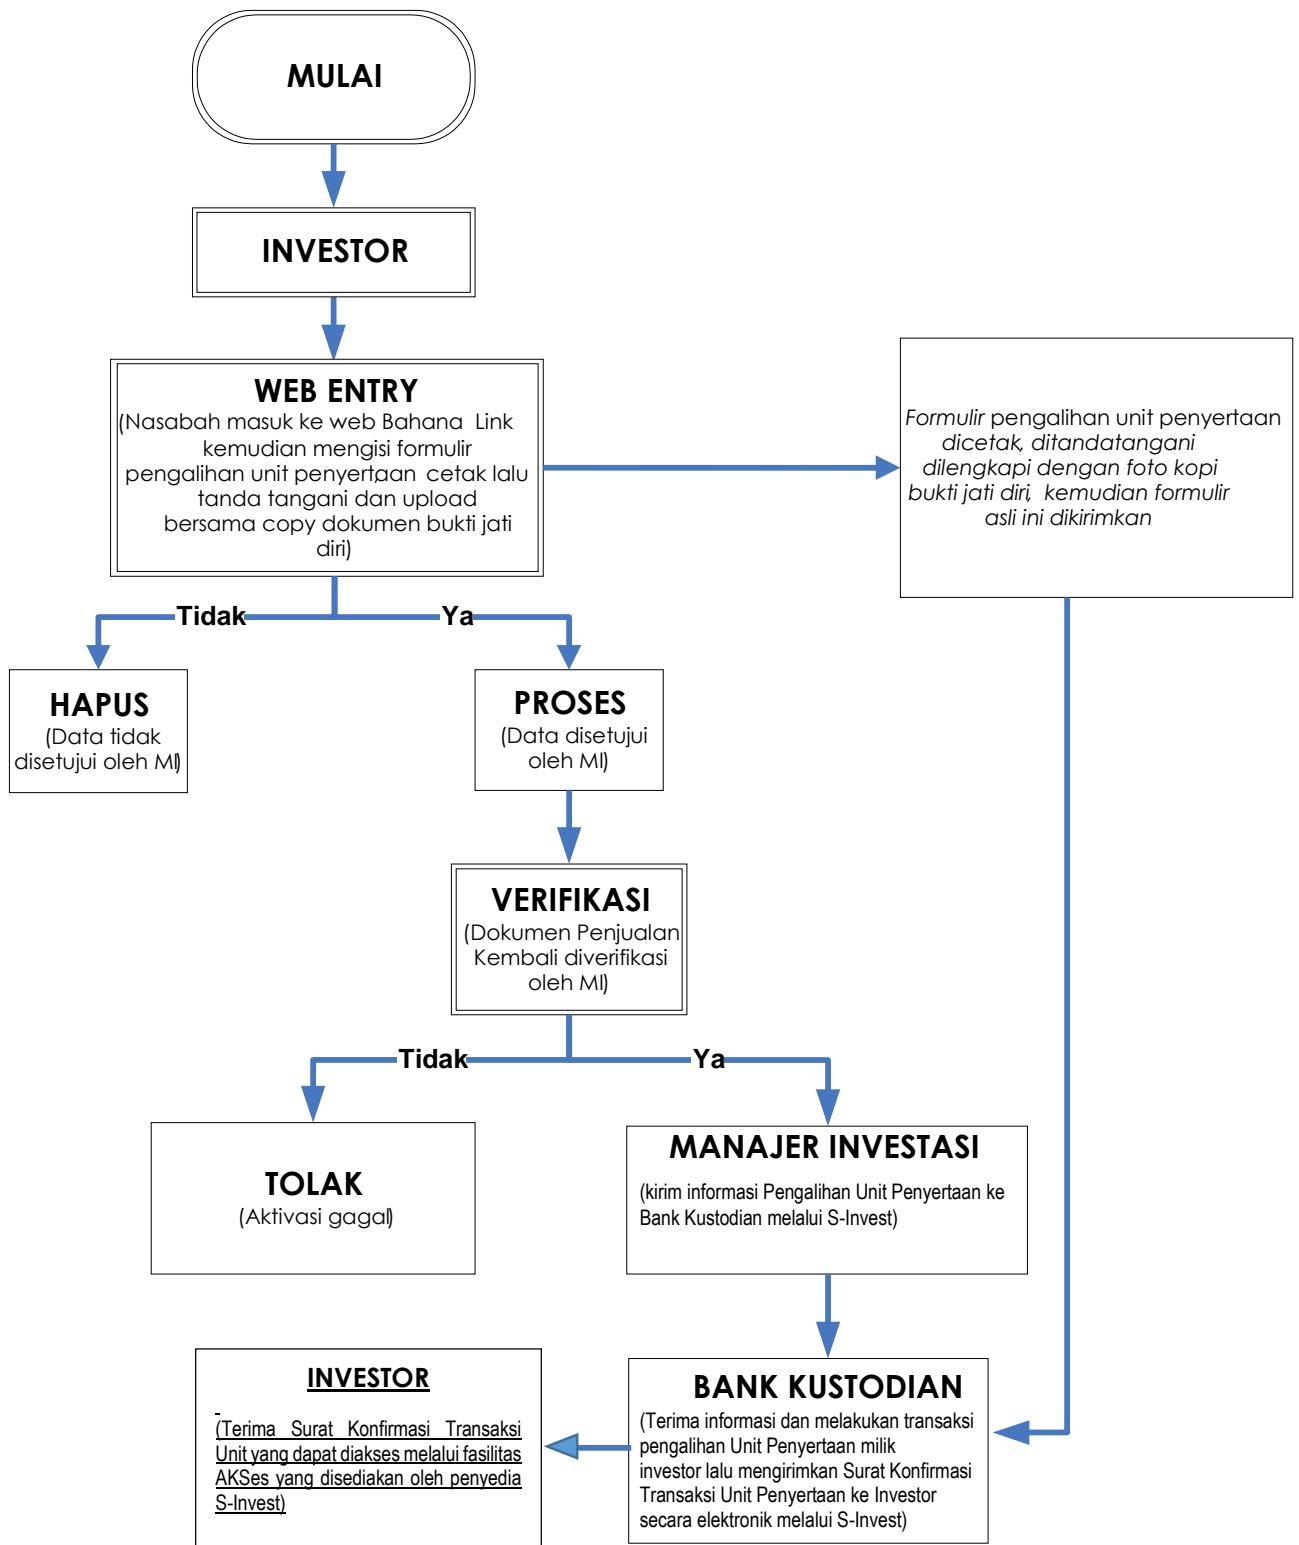 MULAI
INVESTOR
WEB ENTRY
(Nasabah masuk ke web Bahana Link
kemudian mengisi formulir
pengalihan unit penyertaan, cetak lalu
tanda tangani dan upload
bersama copy dokumen bukti jati
diri)
Formulir pengalihan unit penyertaan
dicetak, ditandatangani
dilengkapi dengan foto kopi
bukti jati diri, kemudian formulir
asli ini dikirimkan
Tidak
Ya
HAPUS
(Data tidak
disetujui oleh MI)
PROSES
(Data disetujui
oleh MI)
VERIFIKASI
(Dokumen Penjualan
Kembali diverifikasi
oleh MI)
Tidak
Ya
TOLAK
(Aktivasi gagal)
MANAJER INVESTASI
(kirim informasi Pengalihan Unit Penyertaan ke
Bank Kustodian melalui S-Invest)
INVESTOR
(Terima Surat Konfirmasi Transaksi
Unit yang dapat diakses melalui fasilitas
AKSes yang disediakan oleh penyedia
S-Invest)
BANK KUSTODIAN
(Terima informasi dan melakukan transaksi
pengalihan Unit Penyertaan milik
investor lalu mengirimkan Surat Konfirmasi
Transaksi Unit Penyertaan ke Investor
secara elektronik melalui S-Invest)